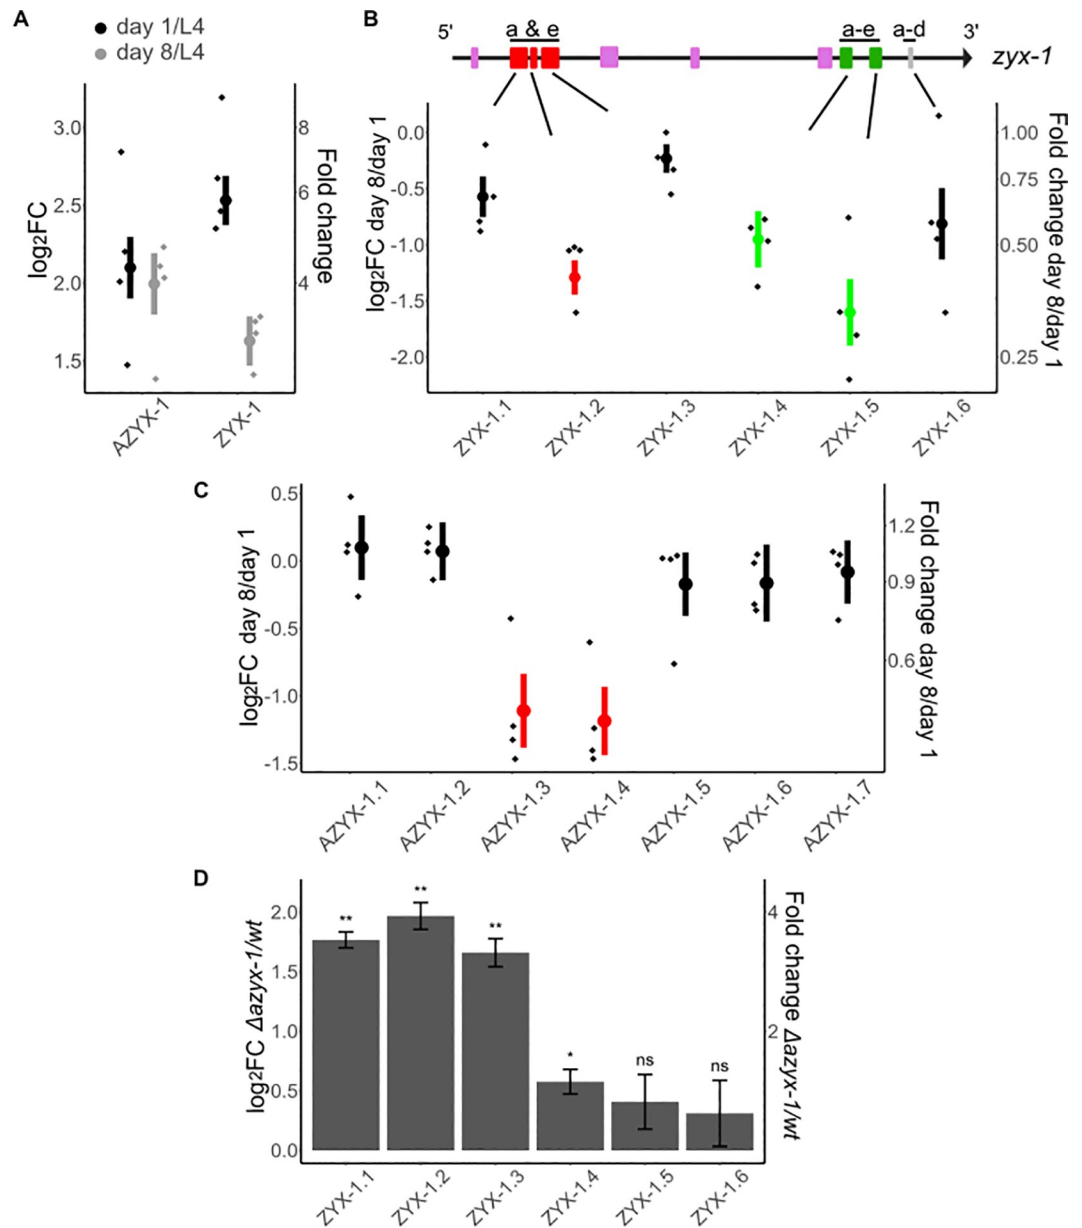 A
day 1/L4
day 8/L4
log2FC
3.0
2.5
2.0
1.5
8
6
4
Fold change
AZYX-1
ZYX-1
B
5'
a & e
a-e
a-d
3'
zyx-1
log2FC day 8/day 1
0.0
-0.5
-1.0
-1.5
-2.0
1.00
0.75
0.50
0.25
Fold change day 8/day 1
ZYX-1.1
ZYX-1.2
ZYX-1.3
ZYX-1.4
ZYX-1.5
ZYX-1.6
C
log2FC day 8/day 1
0.5
0.0
-0.5
-1.0
-1.5
1.2
0.9
0.6
Fold change day 8/day 1
AZYX-1.1
AZYX-1.2
AZYX-1.3
AZYX-1.4
AZYX-1.5
AZYX-1.6
AZYX-1.7
D
log2FC Δazyx-1/wt
2.0
1.5
1.0
0.5
0.0
**
**
**
*
ns
ns
4
2
Fold change Δazyx-1/wt
ZYX-1.1
ZYX-1.2
ZYX-1.3
ZYX-1.4
ZYX-1.5
ZYX-1.6